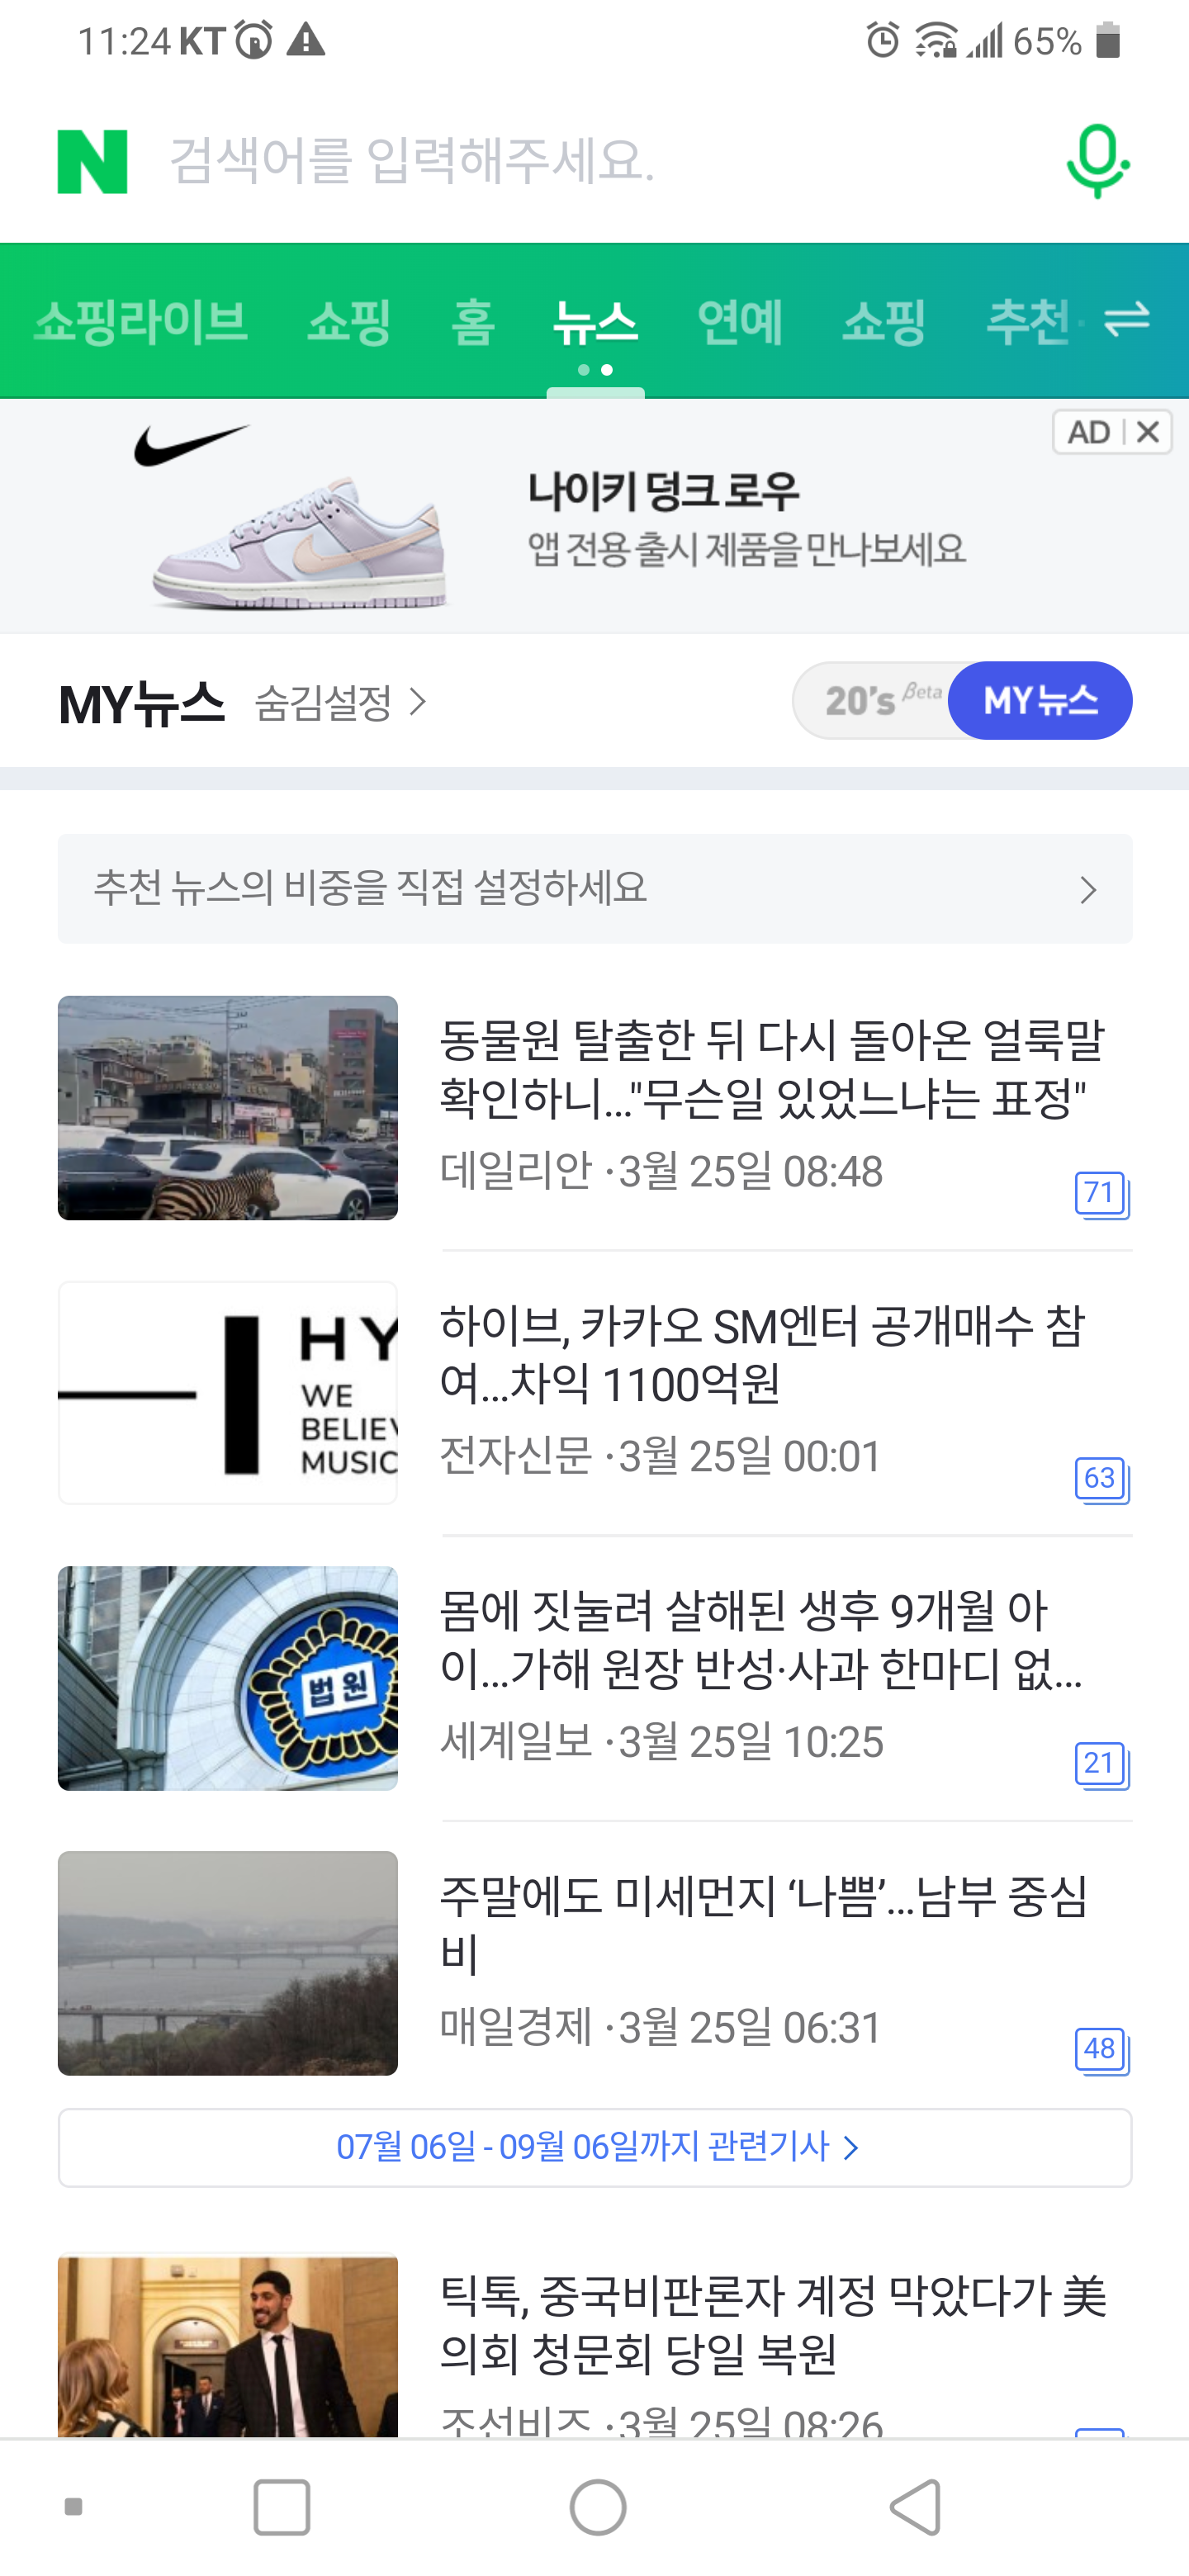 11:24 KT 65%
N 검색어를 입력해주세요.
쇼핑라이브 쇼핑 홈 뉴스 연예 쇼핑 추천
AD
나이키 덩크 로우
앱 전용 출시 제품을 만나보세요
MY뉴스 숨김설정 20's Beta MY뉴스
추천 뉴스의 비중을 직접 설정하세요
동물원 탈출한 뒤 다시 돌아온 얼룩말
확인하니..."무슨일 있었느냐는 표정"
데일리안 ·3월 25일 08:48
71
HY
WE
BELIEV
MUSIC
하이브, 카카오 SM엔터 공개매수 참
여...차익 1100억원
전자신문 ·3월 25일 00:01
63
법원
몸에 짓눌려 살해된 생후 9개월 아
이...가해 원장 반성·사과 한마디 없...
세계일보 ·3월 25일 10:25
21
주말에도 미세먼지 ‘나쁨’...남부 중심
비
매일경제 ·3월 25일 06:31
48
07월 06일 - 09월 06일까지 관련기사
틱톡, 중국비판론자 계정 막았다가 美
의회 청문회 당일 복원
조선비즈 ·3월 25일 08:26